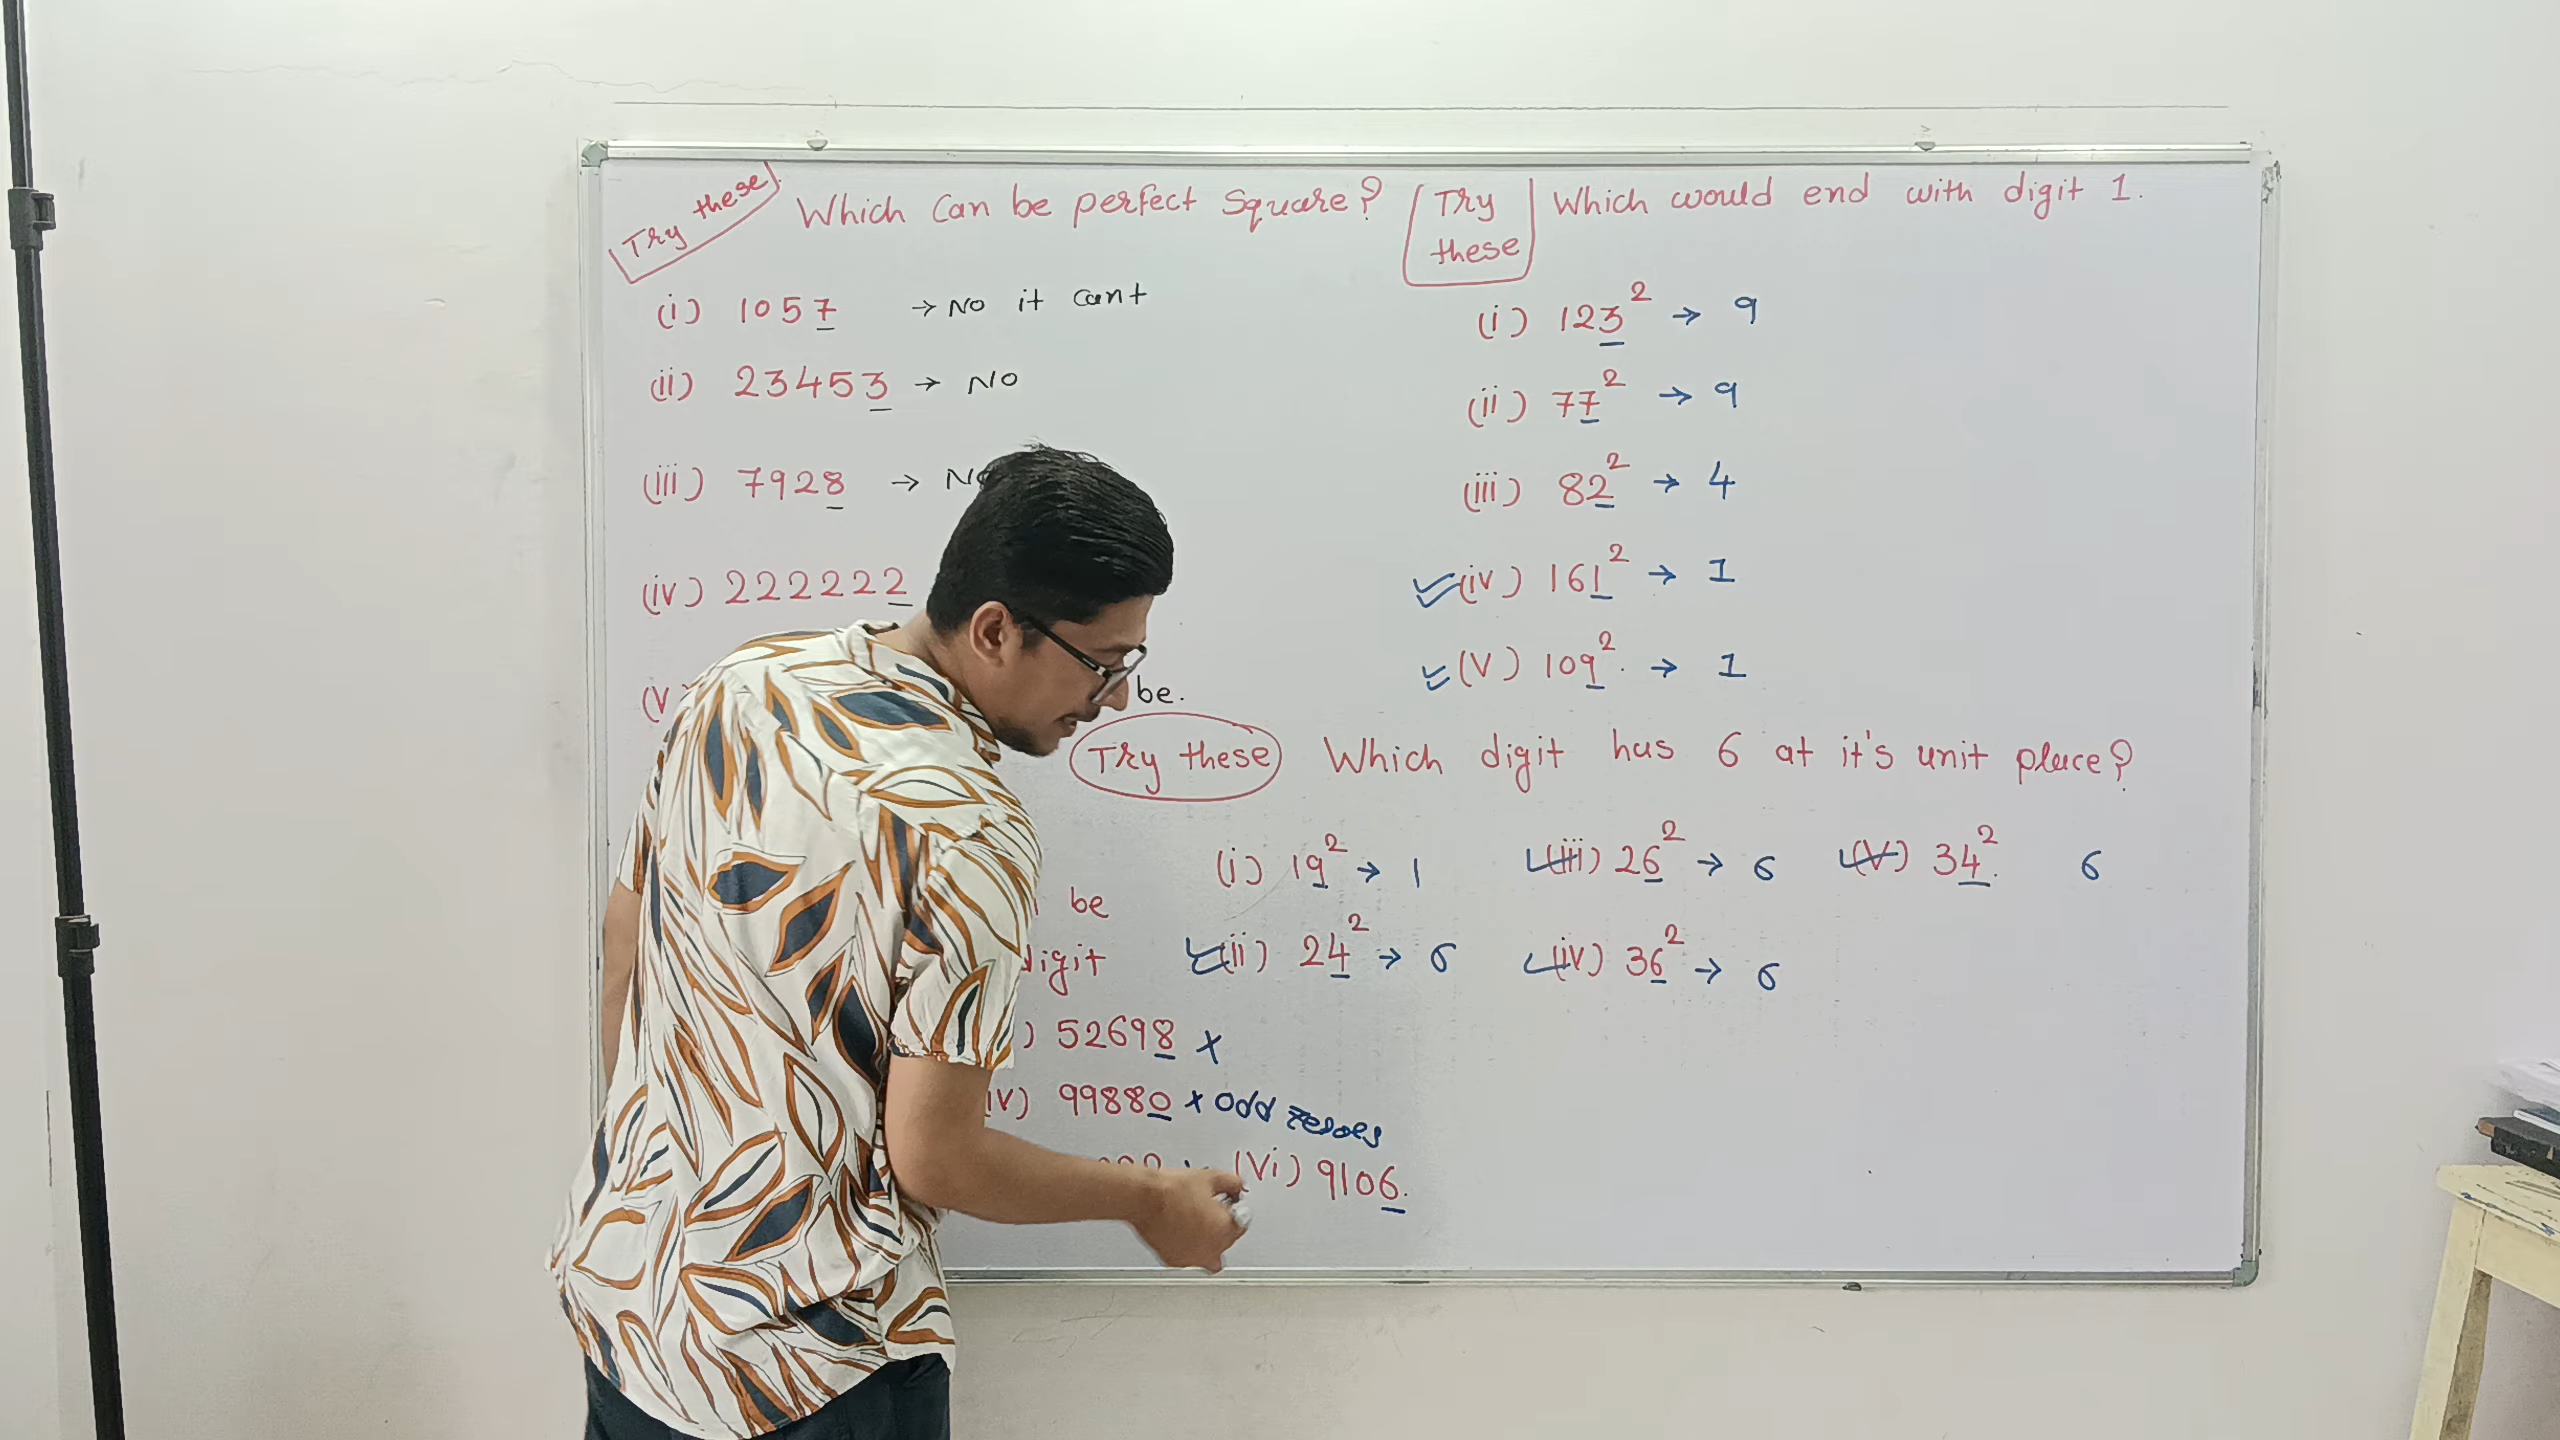 Try these Which can be perfect Square?
(i) 1057 → No it cant
(ii) 23453 → No
(iii) 7928 →
(iv) 222222
(V
be.
Try these Which would end with digit 1.
(i) 123² → 9
(ii) 77² → 9
(iii) 82² → 4
(iv) 161² → 1
(V) 109². → 1
Try these Which digit has 6 at it's unit place?
(i) 19² → 1 (iii) 26² → 6 (V) 34². 6
(ii) 24² → 6 (iv) 36² → 6
be
digit
) 52698 ×
iv) 99880 × odd zeroes
(Vi) 9106.